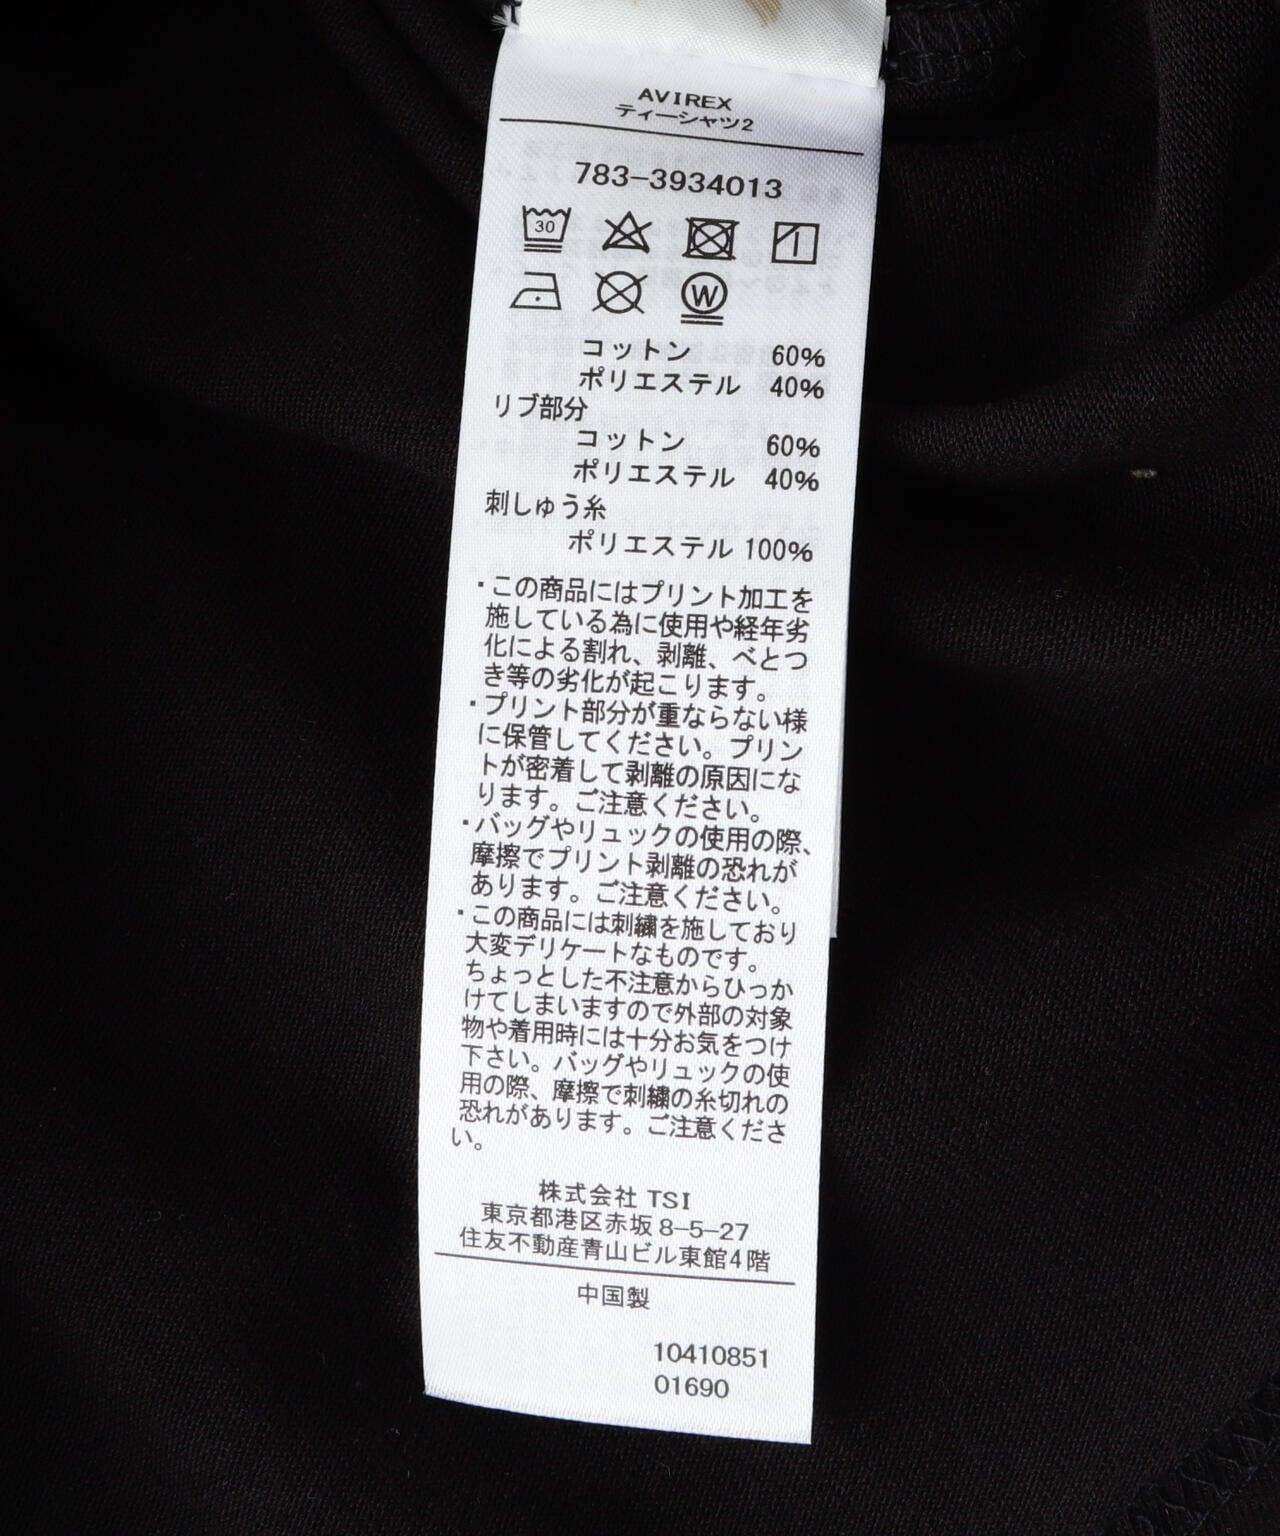 AVIREX
ティーシャツ2
783-3934013
30
W
コットン 60%
ポリエステル 40%
リブ部分
コットン 60%
ポリエステル 40%
刺しゅう糸
ポリエステル 100%
・この商品にはプリント加工を
施している為に使用や経年劣
化による割れ、剥離、べとつ
き等の劣化が起こります。
・プリント部分が重ならない様
に保管してください。プリン
トが密着して剥離の原因にな
ります。ご注意ください。
・バッグやリュックの使用の際、
摩擦でプリント剥離の恐れが
あります。ご注意ください。
・この商品には刺繍を施しており
大変デリケートなものです。
ちょっとした不注意からひっか
けてしまいますので外部の対象
物や着用時には十分お気をつけ
下さい。バッグやリュックの使
用の際、摩擦で刺繍の糸切れの
恐れがあります。ご注意くださ
い。
株式会社 TSI
東京都港区赤坂 8-5-27
住友不動産青山ビル東館4階
中国製
10410851
01690